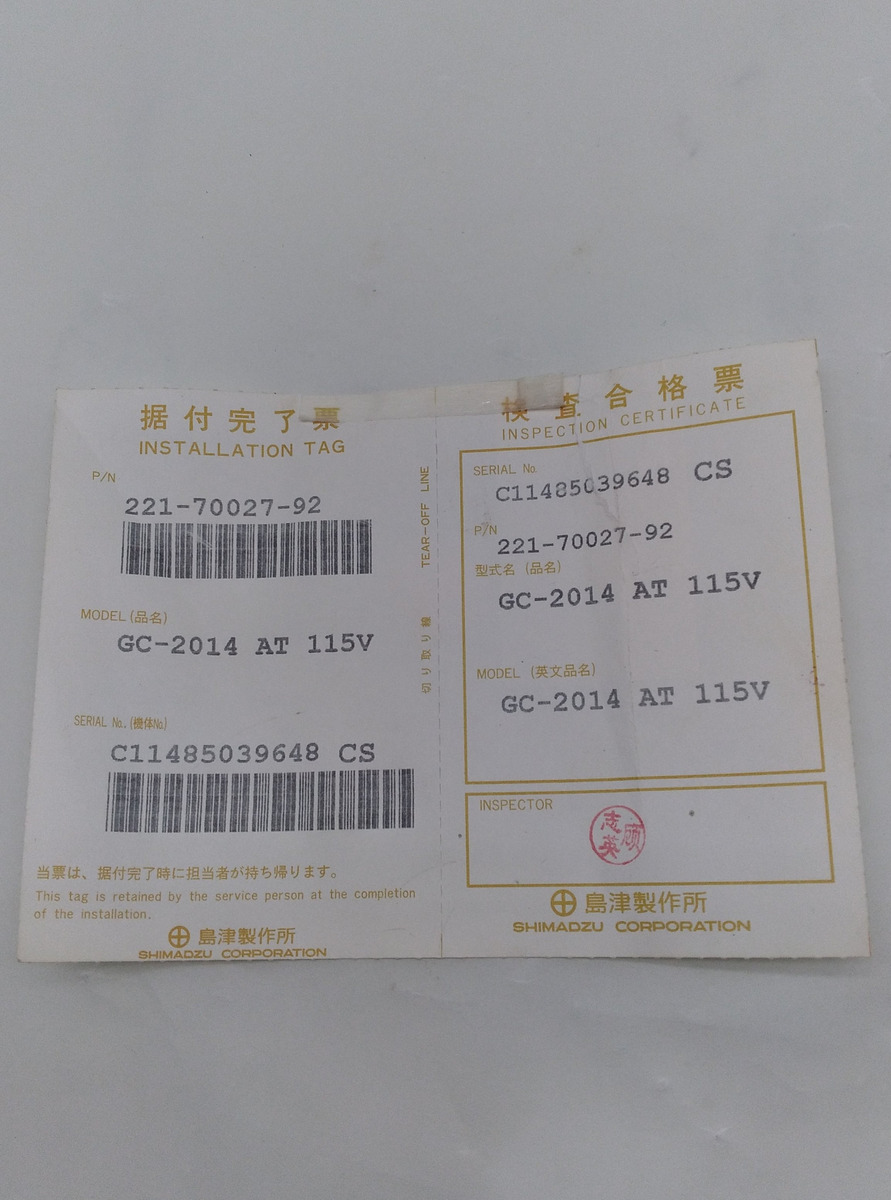 据付完了票
INSTALLATION TAG
P/N
221-70027-92
MODEL (品名)
GC-2014 AT 115V
SERIAL No. (機体No)
C11485039648 CS
当票は、据付完了時に担当者が持ち帰ります。
This tag is retained by the service person at the completion
of the installation.
島津製作所
SHIMADZU CORPORATION
TEAR-OFF LINE
切り取り線
検査合格票
INSPECTION CERTIFICATE
SERIAL No.
C11485039648 CS
P/N
221-70027-92
型式名 (品名)
GC-2014 AT 115V
MODEL (英文品名)
GC-2014 AT 115V
INSPECTOR
顾志英
島津製作所
SHIMADZU CORPORATION